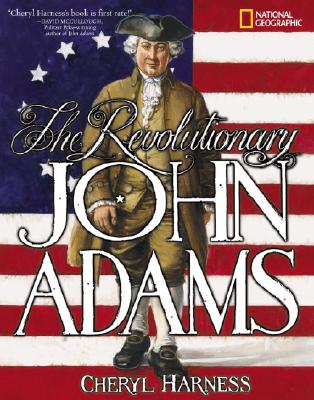 "Cheryl Harness's book is first rate!"
—DAVID MCCULLOUGH,
Pulitzer Prize-winning
author of John Adams
NATIONAL
GEOGRAPHIC
The Revolutionary
JOHN
ADAMS
CHERYL HARNESS